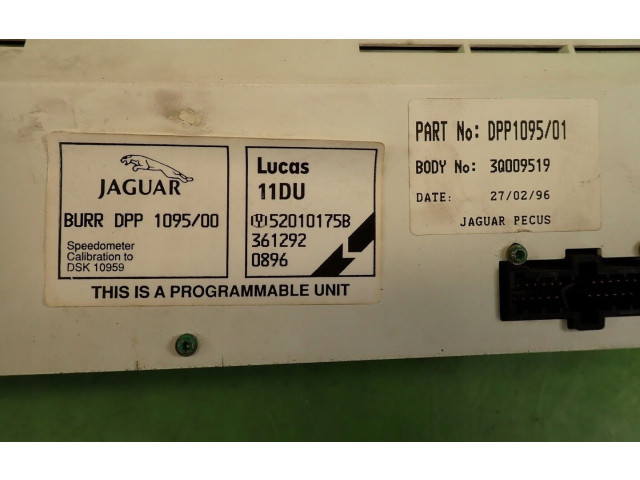 JAGUAR
BURR DPP 1095/00
Speedometer
Calibration to
DSK 10959
Lucas
11DU
52010175B
361292
0896
THIS IS A PROGRAMMABLE UNIT
PART No: DPP1095/01
BODY No: 3Q009519
DATE: 27/02/96
JAGUAR PECUS